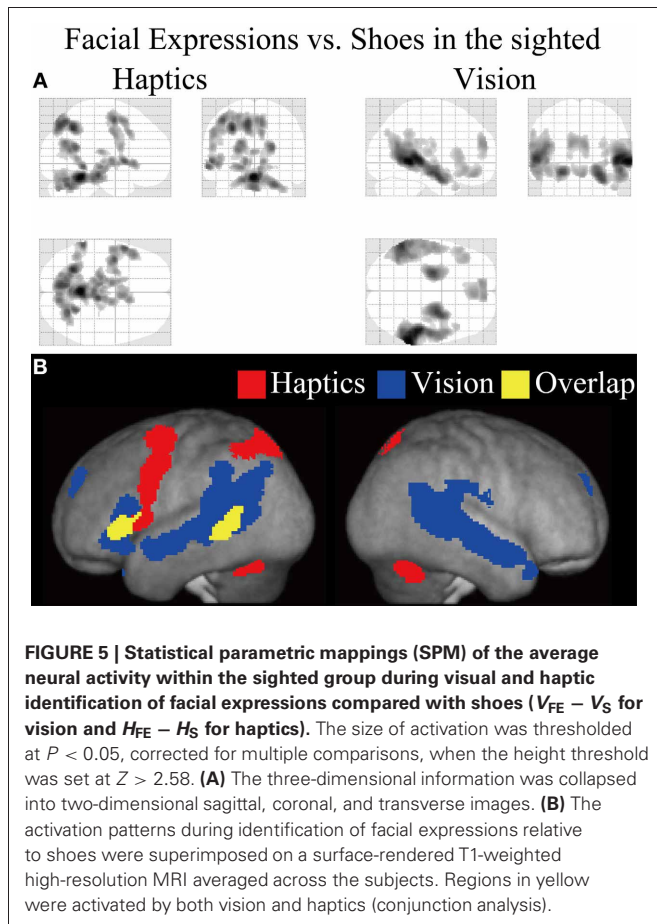 Facial Expressions vs. Shoes in the sighted
Haptics Vision
A
B
Haptics Vision Overlap
FIGURE 5 | Statistical parametric mappings (SPM) of the average
neural activity within the sighted group during visual and haptic
identification of facial expressions compared with shoes (VFE − VS for
vision and HFE − HS for haptics). The size of activation was thresholded
at P < 0.05, corrected for multiple comparisons, when the height threshold
was set at Z > 2.58. (A) The three-dimensional information was collapsed
into two-dimensional sagittal, coronal, and transverse images. (B) The
activation patterns during identification of facial expressions relative
to shoes were superimposed on a surface-rendered T1-weighted
high-resolution MRI averaged across the subjects. Regions in yellow
were activated by both vision and haptics (conjunction analysis).